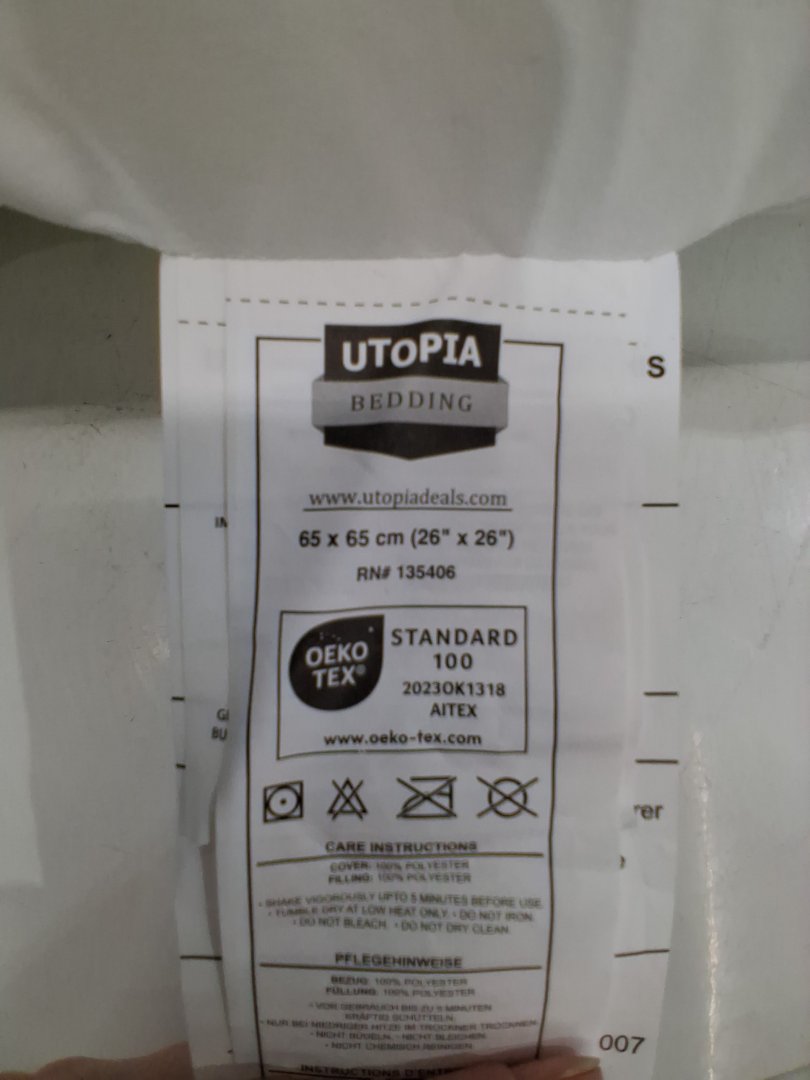 UTOPIA
BEDDING
S
www.utopiadeals.com
65 x 65 cm (26" x 26")
RN# 135406
OEKO
TEX®
STANDARD
100
2023OK1318
AITEX
www.oeko-tex.com
CARE INSTRUCTIONS
COVER: 100% POLYESTER
FILLING: 100% POLYESTER
• SHAKE VIGOROUSLY UPTO 5 MINUTES BEFORE USE.
• TUMBLE DRY AT LOW HEAT ONLY. • DO NOT IRON.
• DO NOT BLEACH. • DO NOT DRY CLEAN.
PFLEGEHINWEISE
BEZUG: 100% POLYESTER
FÜLLUNG: 100% POLYESTER
• VOR GEBRAUCH BIS ZU 5 MINUTEN
KRÄFTIG SCHÜTTELN.
• NUR BEI NIEDRIGER HITZE IM TROCKNER TROCKNEN.
• NICHT BÜGELN. • NICHT BLEICHEN.
• NICHT CHEMISCH REINIGEN.
007